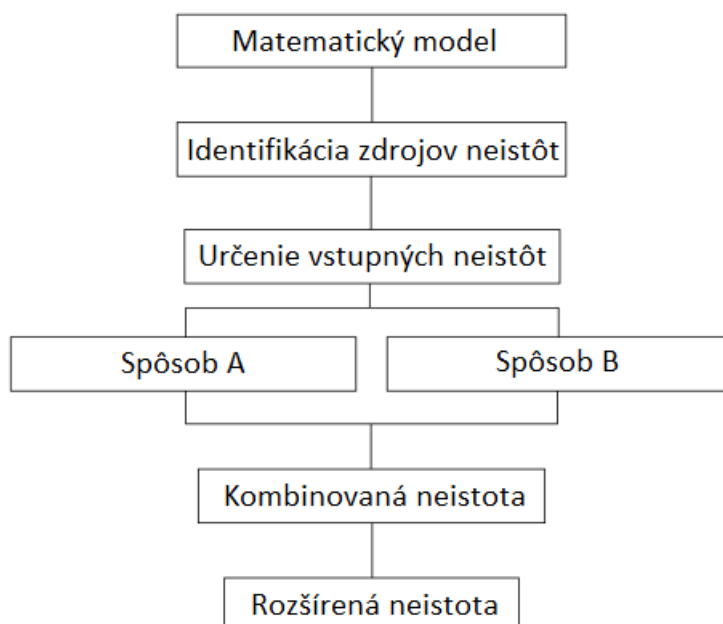 Matematický model
Identifikácia zdrojov neistôt
Určenie vstupných neistôt
Spôsob A
Spôsob B
Kombinovaná neistota
Rozšírená neistota